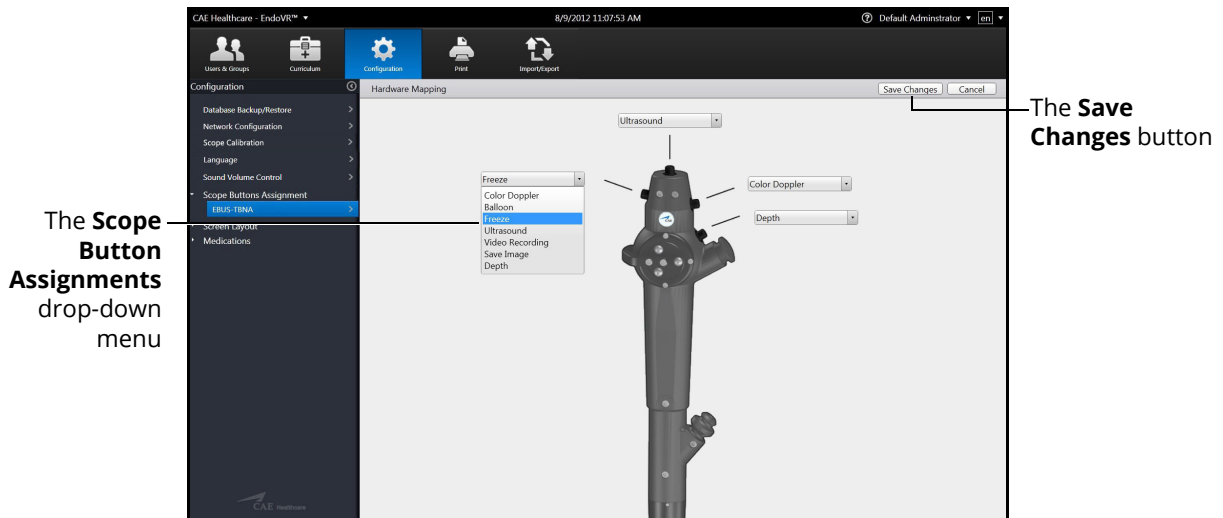 CAE Healthcare - EndoVR™
8/9/2012 11:07:53 AM
Default Adminstrator
en
Users & Groups
Curriculum
Configuration
Print
Import/Export
Configuration
Hardware Mapping
Save Changes
Cancel
Database Backup/Restore
Network Configuration
Scope Calibration
Language
Sound Volume Control
Scope Buttons Assignment
EBUS-TBNA
Screen Layout
Medications
Ultrasound
Freeze
Color Doppler
Balloon
Freeze
Ultrasound
Video Recording
Save Image
Depth
Color Doppler
Depth
CAE
CAE Healthcare
The Scope
Button
Assignments
drop-down
menu
The Save
Changes button